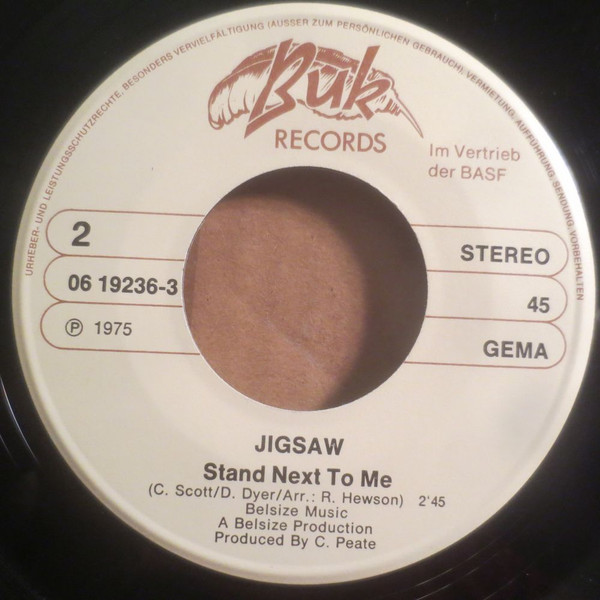 URHEBER- UND LEISTUNGSSCHUTZRECHTE, BESONDERS VERVIELFÄLTIGUNG (AUSSER ZUM PERSÖNLICHEN GEBRAUCH), VERMIETUNG, AUFFÜHRUNG, SENDUNG, VORBEHALTEN
Buk
RECORDS
Im Vertrieb
der BASF
2
STEREO
06 19236-3
45
℗ 1975
GEMA
JIGSAW
Stand Next To Me
(C. Scott/D. Dyer/Arr.: R. Hewson) 2'45
Belsize Music
A Belsize Production
Produced By C. Peate